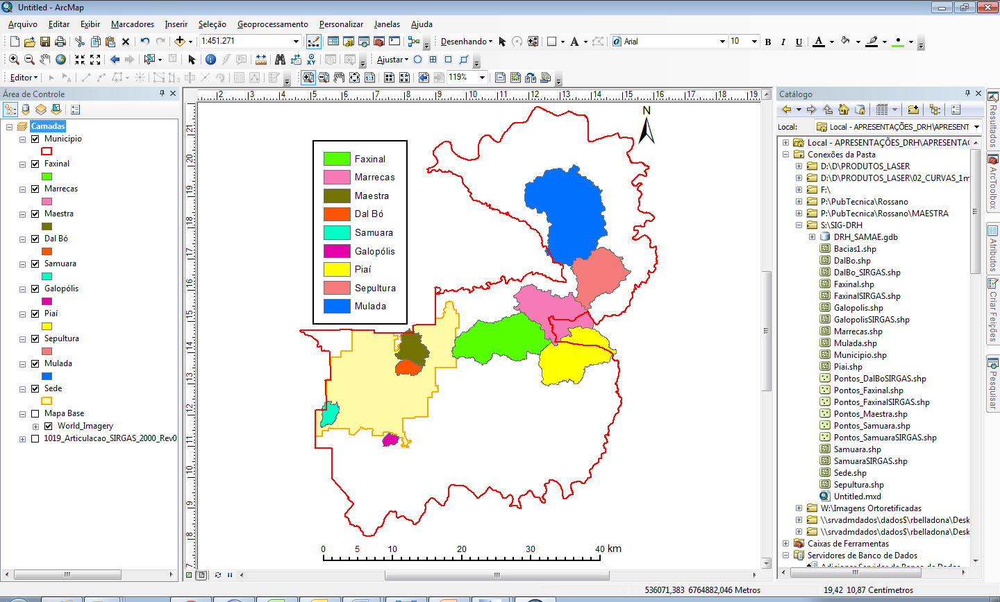 Untitled - ArcMap
Arquivo Editar Exibir Marcadores Inserir Seleção Geoprocessamento Personalizar Janelas Ajuda
1:451.271 Desenhando Arial 10 B I U A
Ajustar
Editor 119%
Área de Controle
Camadas
Municipio
Faxinal
Marrecas
Maestra
Dal Bó
Samuara
Galopólis
Piaí
Sepultura
Mulada
Sede
Mapa Base
World_Imagery
1019_Articulacao_SIRGAS_2000_Rev0
2 3 4 5 6 7 8 9 10 11 12 13 14 15 16 17 18 19
21
20
19
18
17
16
15
14
13
12
11
10
9
8
7
N
Faxinal
Marrecas
Maestra
Dal Bó
Samuara
Galopólis
Piaí
Sepultura
Mulada
0 5 10 20 30 40 km
Catálogo
Local: Local - APRESENTAÇÕES_DRH\APRESENT
Local - APRESENTAÇÕES_DRH\APRESENTAÇ
Conexões da Pasta
D:\D\PRODUTOS_LASER
D:\D\PRODUTOS_LASER\02_CURVAS_1m
F:\
P:\PubTecnica\Rossano
P:\PubTecnica\Rossano\MAESTRA
S:\SIG-DRH
DRH_SAMAE.gdb
Bacias1.shp
DalBo.shp
DalBo_SIRGAS.shp
Faxinal.shp
FaxinalSIRGAS.shp
Galopolis.shp
GalopolisSIRGAS.shp
Marrecas.shp
Mulada.shp
Municipio.shp
Piai.shp
Pontos_DalBoSIRGAS.shp
Pontos_Faxinal.shp
Pontos_FaxinalSIRGAS.shp
Pontos_Maestra.shp
Pontos_Samuara.shp
Pontos_SamuaraSIRGAS.shp
Samuara.shp
SamuaraSIRGAS.shp
Sede.shp
Sepultura.shp
Untitled.mxd
W:\Imagens Ortoretificadas
\\srvadmdados\dados$\rbelladona\Desk
\\srvadmdados\dados$\rbelladona\Desk
Caixas de Ferramentas
Servidores de Banco de Dados
Adicionar Servidor de Banco de Dados
Resultados
ArcToolbox
Atributos
Criar Feições
Pesquisar
536071,383 6764882,046 Metros
19,42 10,87 Centímetros